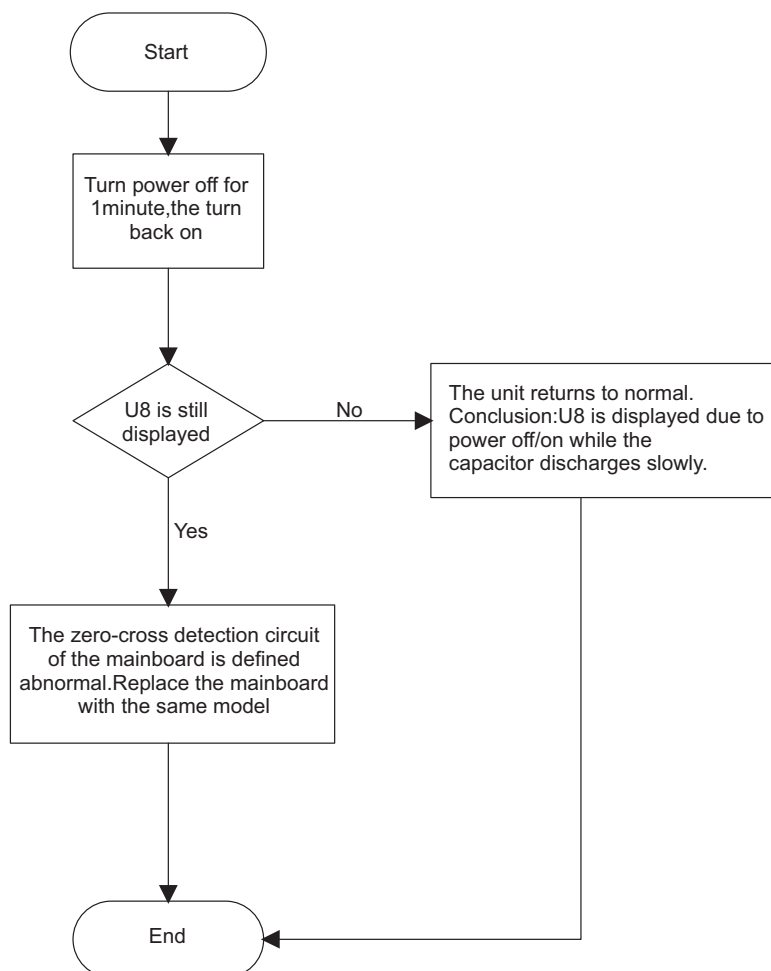 Start
Turn power off for
1minute,the turn
back on
U8 is still
displayed
No
The unit returns to normal.
Conclusion:U8 is displayed due to
power off/on while the
capacitor discharges slowly.
Yes
The zero-cross detection circuit
of the mainboard is defined
abnormal.Replace the mainboard
with the same model
End